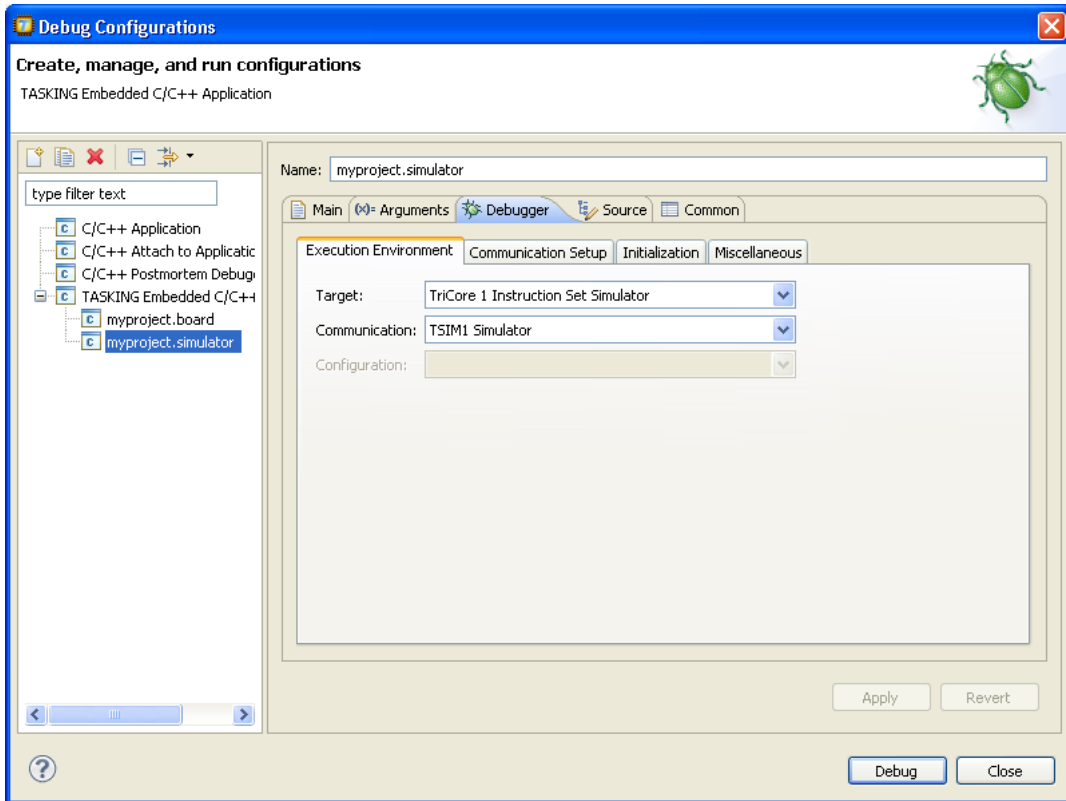 Debug Configurations
Create, manage, and run configurations
TASKING Embedded C/C++ Application
type filter text
C/C++ Application
C/C++ Attach to Applicatic
C/C++ Postmortem Debug
TASKING Embedded C/C++
myproject.board
myproject.simulator
Name: myproject.simulator
Main (x)= Arguments Debugger Source Common
Execution Environment Communication Setup Initialization Miscellaneous
Target: TriCore 1 Instruction Set Simulator
Communication: TSIM1 Simulator
Configuration:
Apply Revert
? Debug Close